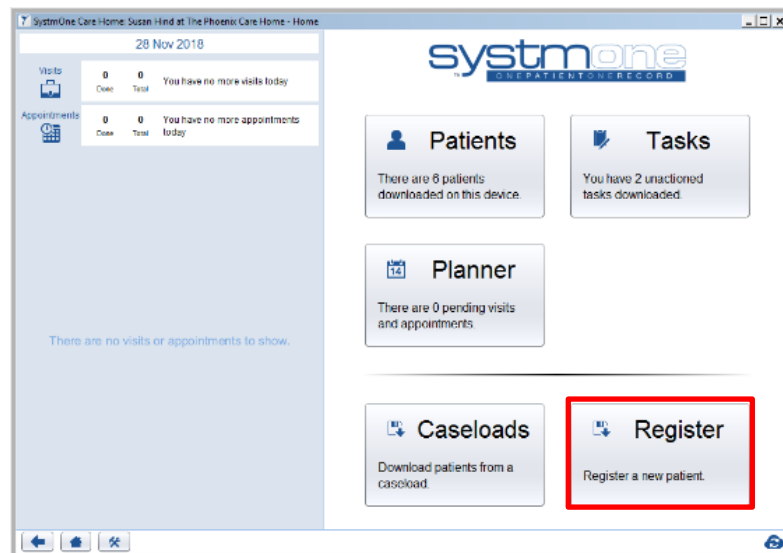 SystmOne Care Home: Susan Hind at The Phoenix Care Home - Home
28 Nov 2018
Visits
0 0
Done Total
You have no more visits today
Appointments
0 0
Done Total
You have no more appointments
today
There are no visits or appointments to show.
systmone
ONEPATIENTONERECORD
Patients
There are 6 patients
downloaded on this device.
Tasks
You have 2 unactioned
tasks downloaded.
14
Planner
There are 0 pending visits
and appointments.
Caseloads
Download patients from a
caseload.
Register
Register a new patient.